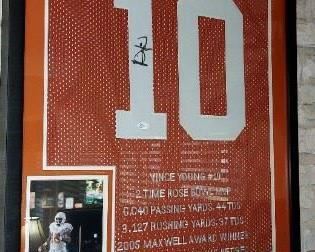 10
VINCE YOUNG #10
2 TIME ROSE BOWL MVP
6,040 PASSING YARDS, 44 TDS
3,127 RUSHING YARDS, 37 TDS
2005 MAXWELL AWARD WINNER